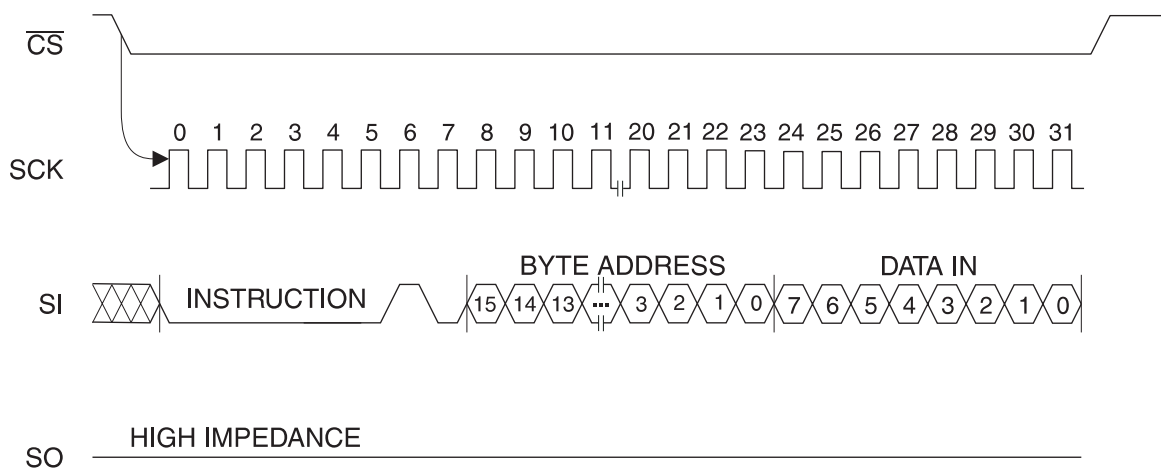 CS
0 1 2 3 4 5 6 7 8 9 10 11 20 21 22 23 24 25 26 27 28 29 30 31
SCK
BYTE ADDRESS DATA IN
SI INSTRUCTION 15 14 13 ... 3 2 1 0 7 6 5 4 3 2 1 0
HIGH IMPEDANCE
SO